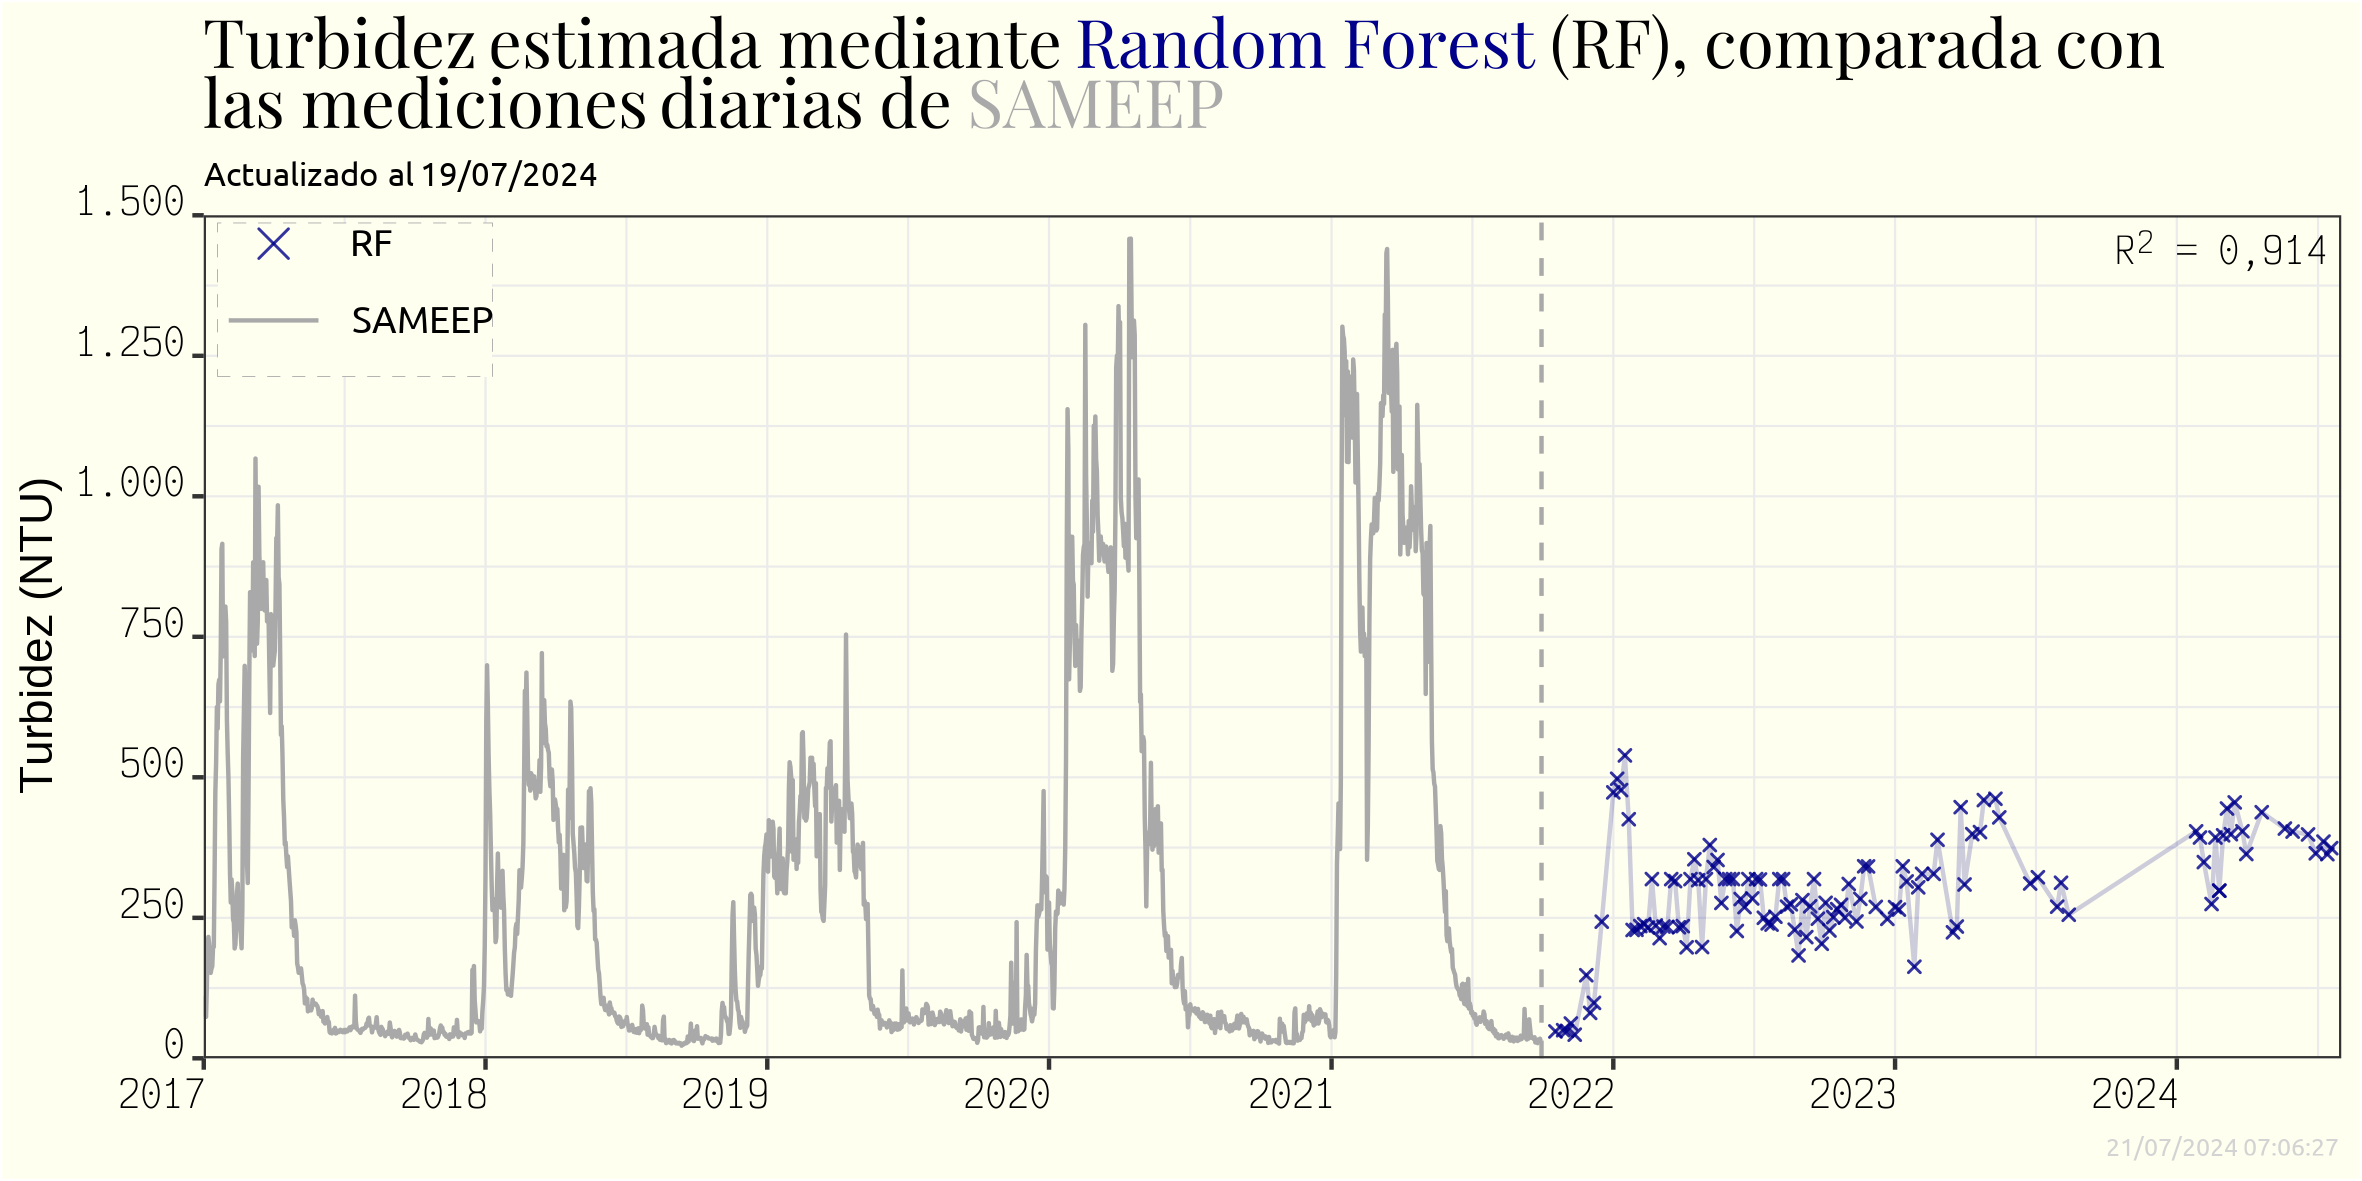 Turbidez estimada mediante Random Forest (RF), comparada con
las mediciones diarias de SAMEEP
Actualizado al 19/07/2024
Turbidez (NTU)
1.500
1.250
1.000
750
500
250
0
RF
SAMEEP
R² = 0,914
2017 2018 2019 2020 2021 2022 2023 2024
21/07/2024 07:06:27